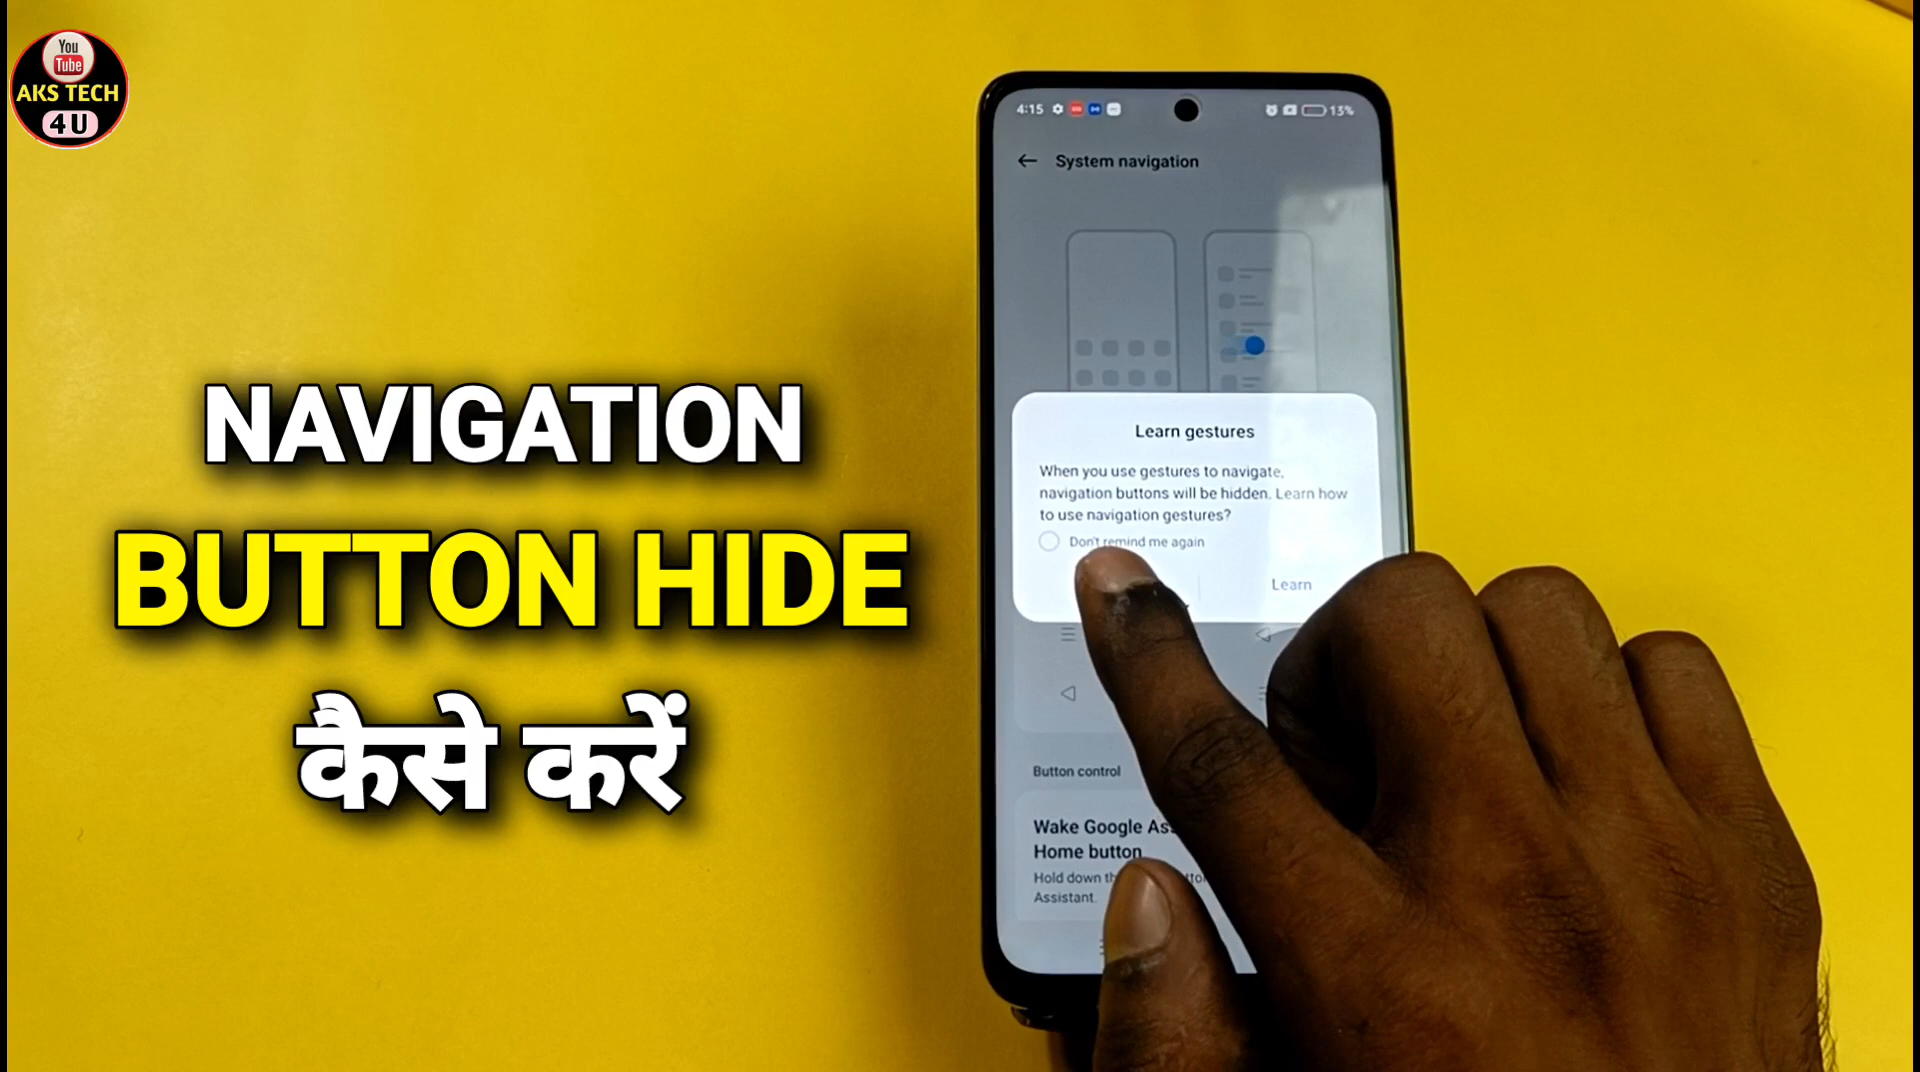 You
Tube
AKS TECH
4U
NAVIGATION
BUTTON HIDE
कैसे करें
4:15
13%
System navigation
Learn gestures
When you use gestures to navigate,
navigation buttons will be hidden. Learn how
to use navigation gestures?
Don't remind me again
Learn
Button control
Wake Google
Home button
Hold down
Assistant.